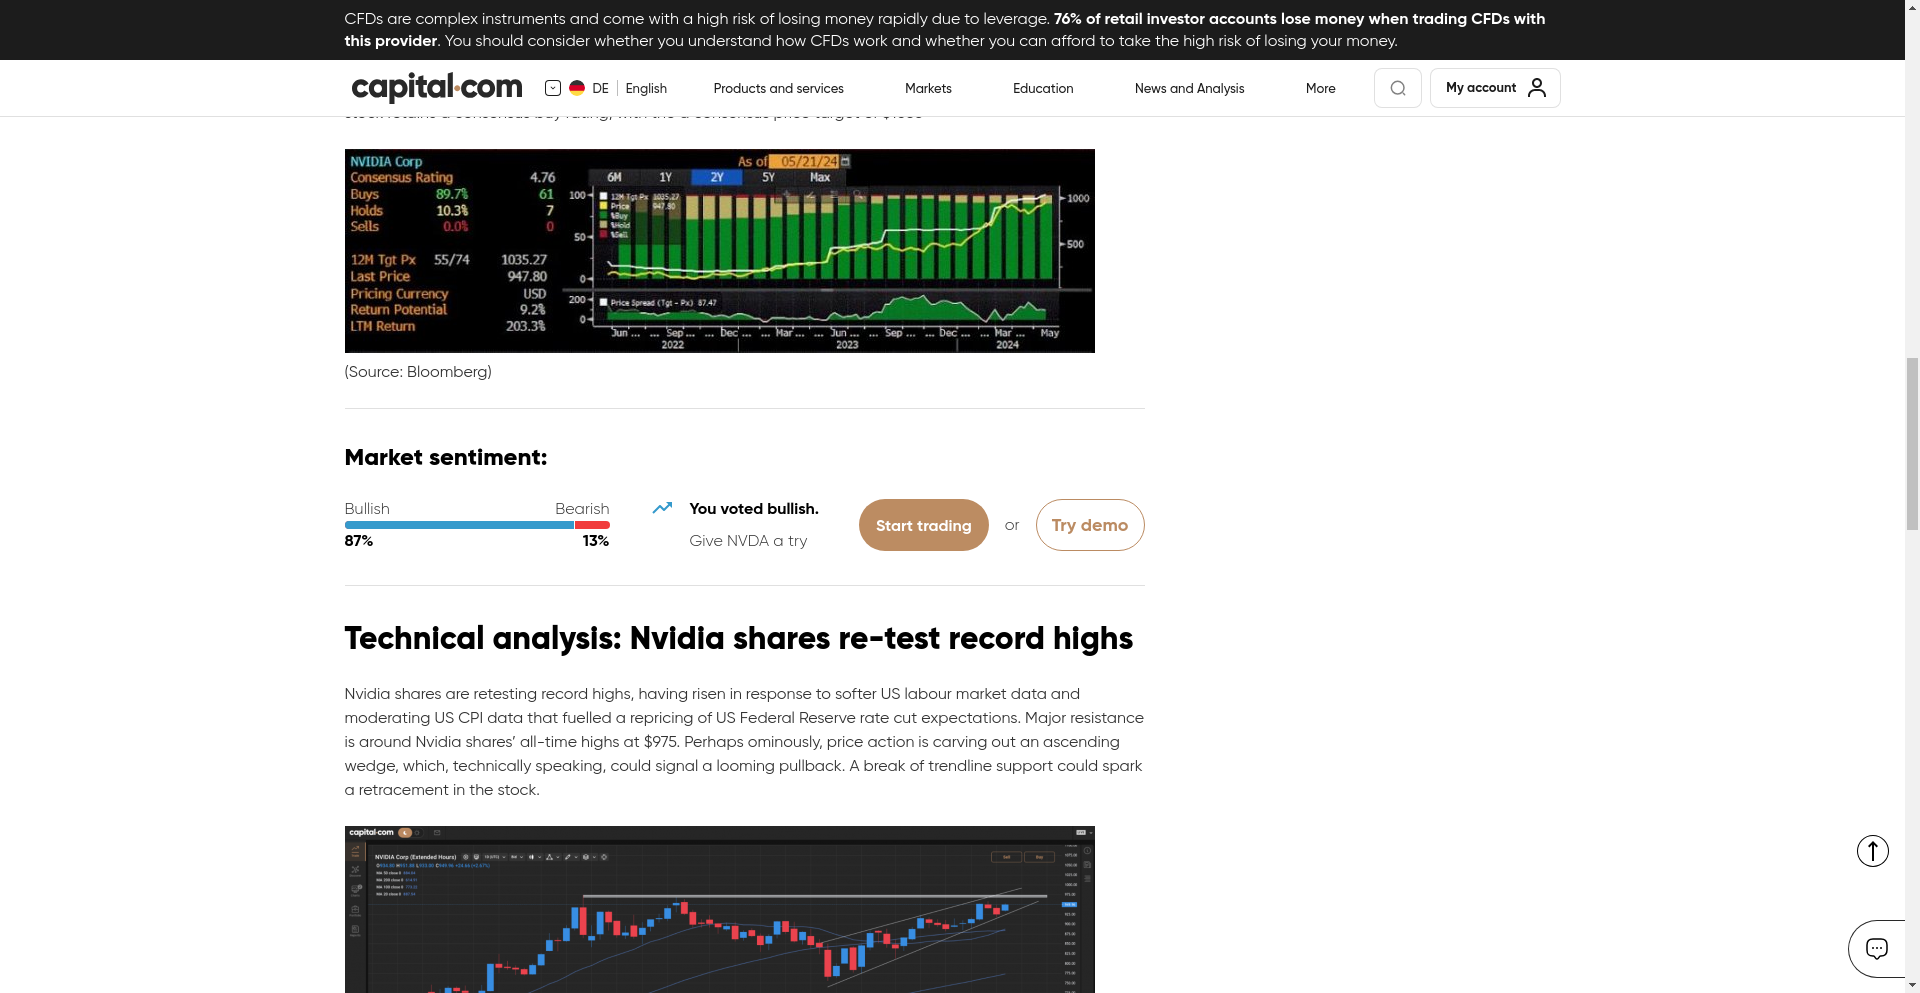 CFDs are complex instruments and come with a high risk of losing money rapidly due to leverage. 76% of retail investor accounts lose money when trading CFDs with
this provider. You should consider whether you understand how CFDs work and whether you can afford to take the high risk of losing your money.
capital.com
DE English
Products and services
Markets
Education
News and Analysis
More
My account
stock retains a consensus buy rating, with the a consensus price target of
NVIDIA Corp
Consensus Rating 4.76
Buys 89.7% 61
Holds 10.3% 7
Sells 0.0% 0
12M Tgt Px 55/74 1035.27
Last Price 947.80
Pricing Currency USD
Return Potential 9.2%
LTM Return 203.3%
As of 05/21/24
6M 1Y 2Y 5Y Max
12M Tgt Px 1035.27
Price 947.80
%Buy
%Hold
%Sell
100
50
0
1000
500
200
0
Price Spread (Tgt - Px) 87.47
Jun ... ... Sep ... ... Dec ... ... Mar ... ... Jun ... ... Sep ... ... Dec ... ... Mar ... May
2022 2023 2024
(Source: Bloomberg)
Market sentiment:
Bullish Bearish
87% 13%
You voted bullish.
Give NVDA a try
Start trading
or
Try demo
Technical analysis: Nvidia shares re-test record highs
Nvidia shares are retesting record highs, having risen in response to softer US labour market data and
moderating US CPI data that fuelled a repricing of US Federal Reserve rate cut expectations. Major resistance
is around Nvidia shares’ all-time highs at $975. Perhaps ominously, price action is carving out an ascending
wedge, which, technically speaking, could signal a looming pullback. A break of trendline support could spark
a retracement in the stock.
capital.com
NVIDIA Corp (Extended Hours)
Sell Buy